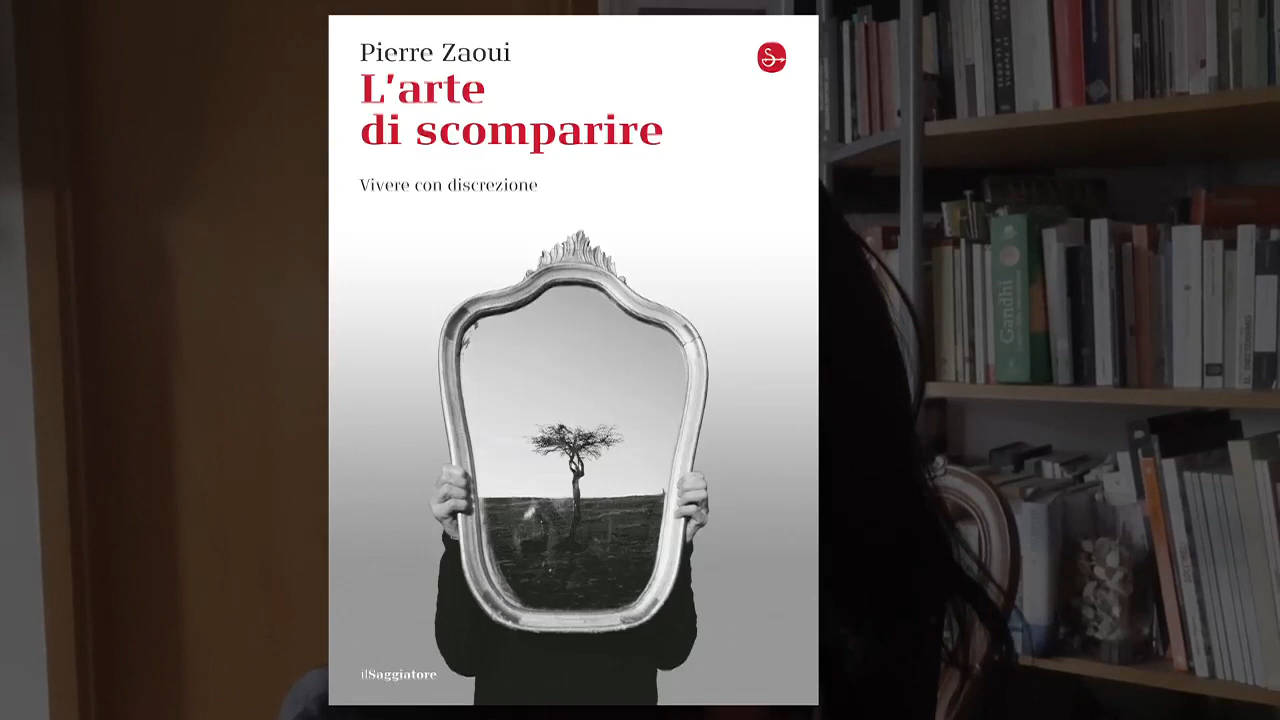 Pierre Zaoui
L'arte
di scomparire
Vivere con discrezione
Gandhi
ilSaggiatore